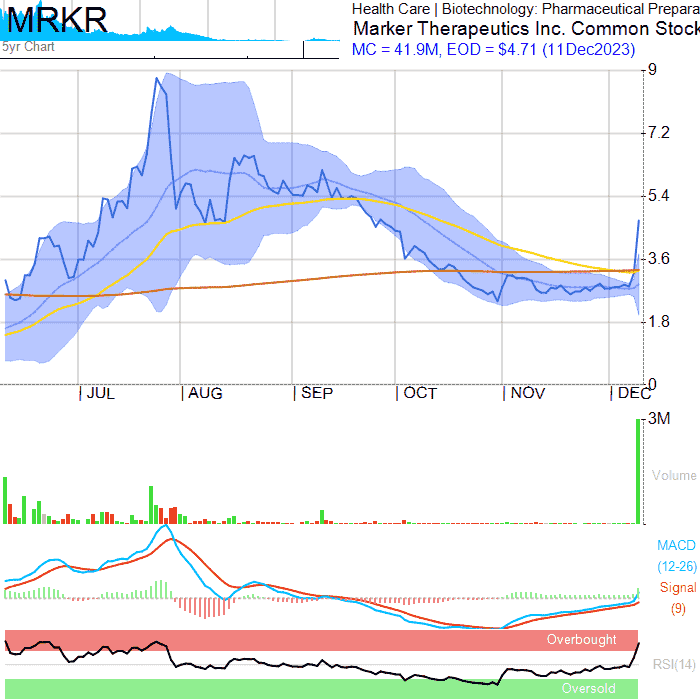 MRKR
5yr Chart
Health Care | Biotechnology: Pharmaceutical Prepara
Marker Therapeutics Inc. Common Stock
MC = 41.9M, EOD = $4.71 (11Dec2023)
9
7.2
5.4
3.6
1.8
0
JUL AUG SEP OCT NOV DEC
3M
Volume
MACD
(12-26)
Signal
(9)
Overbought
RSI(14)
Oversold